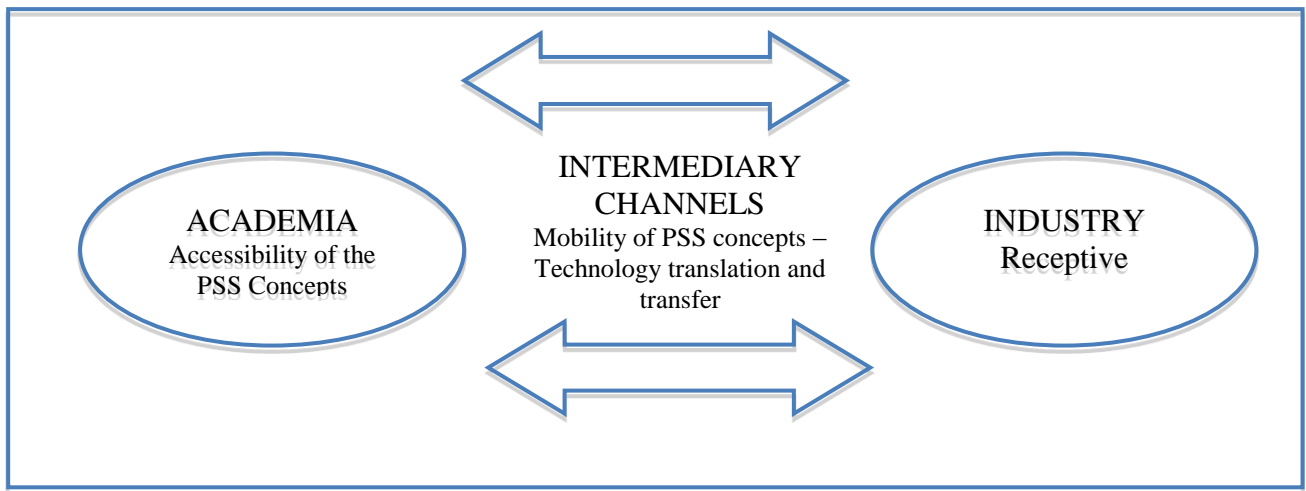 ACADEMIA
Accessibility of the
PSS Concepts
INTERMEDIARY
CHANNELS
Mobility of PSS concepts –
Technology translation and
transfer
INDUSTRY
Receptive